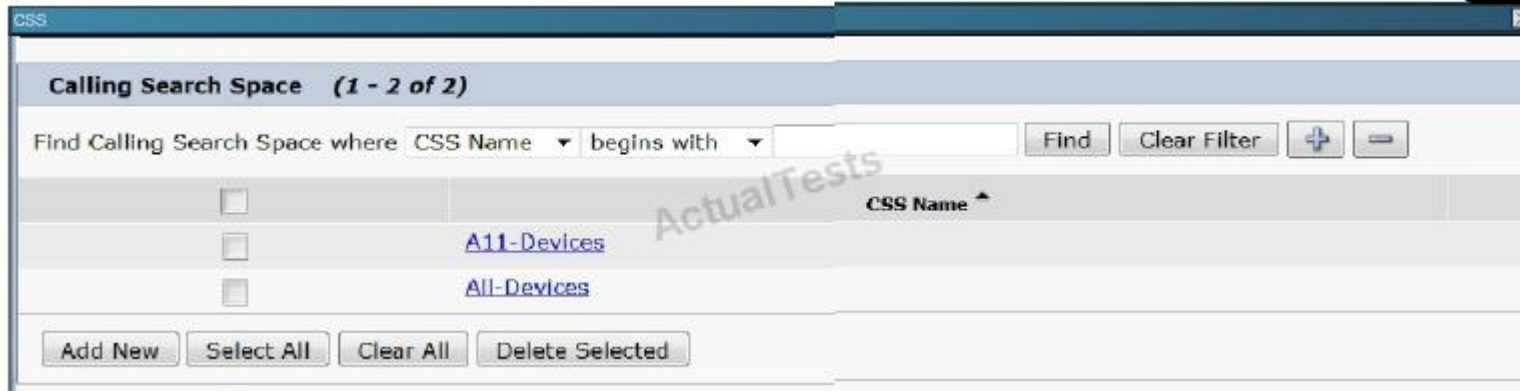 CSS
Calling Search Space (1 - 2 of 2)
Find Calling Search Space where CSS Name begins with Find Clear Filter
ActualTests
CSS Name
A11-Devices
All-Devices
Add New Select All Clear All Delete Selected